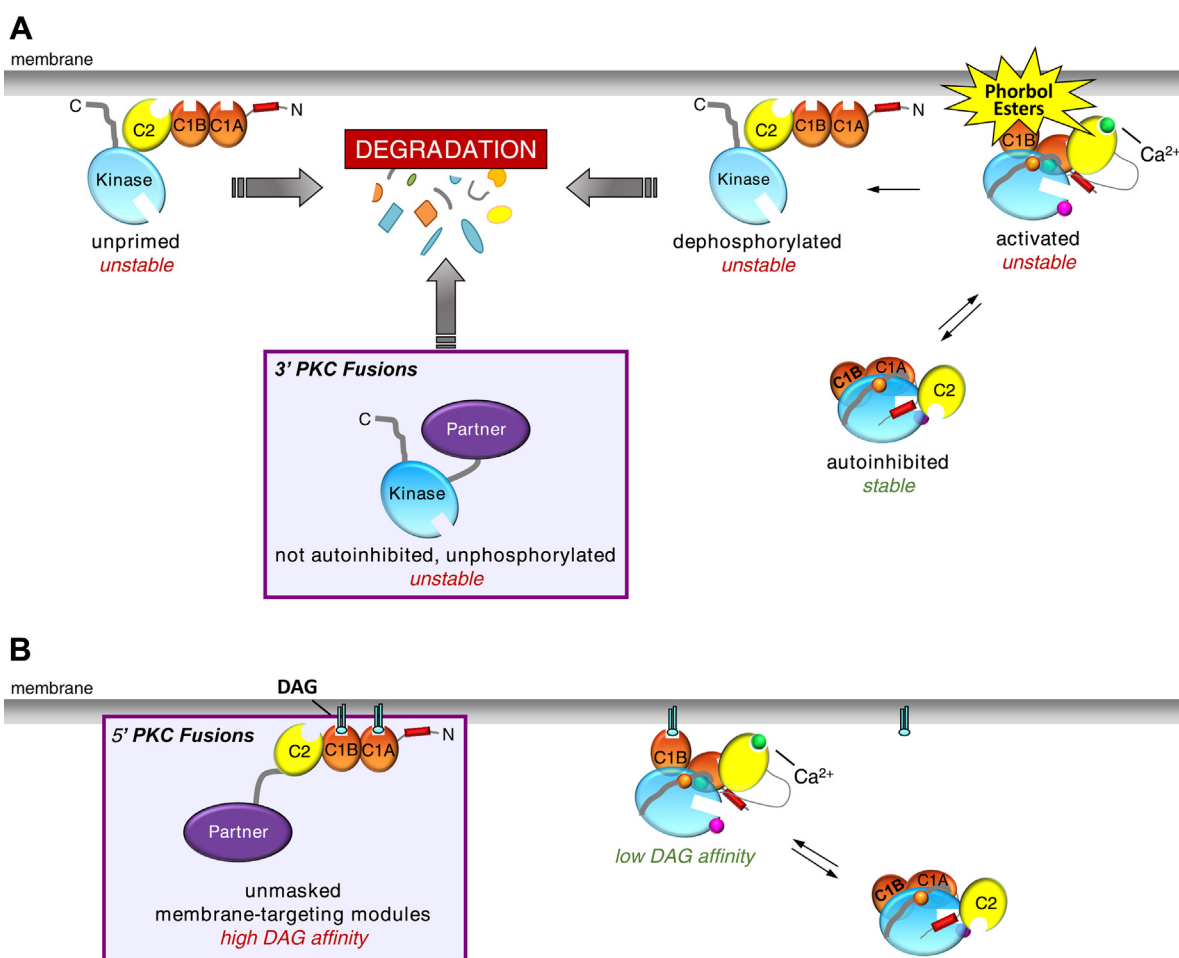 A
membrane
C
C2
C1B
C1A
N
Kinase
unprimed
unstable
DEGRADATION
C
C2
C1B
C1A
N
Kinase
dephosphorylated
unstable
Phorbol
Esters
C1B
Ca2+
activated
unstable
C1B
C1A
C2
autoinhibited
stable
3’ PKC Fusions
C
Partner
Kinase
not autoinhibited, unphosphorylated
unstable
B
membrane
DAG
5’ PKC Fusions
C2
C1B
C1A
N
Partner
unmasked
membrane-targeting modules
high DAG affinity
C1B
Ca2+
low DAG affinity
C1B
C1A
C2